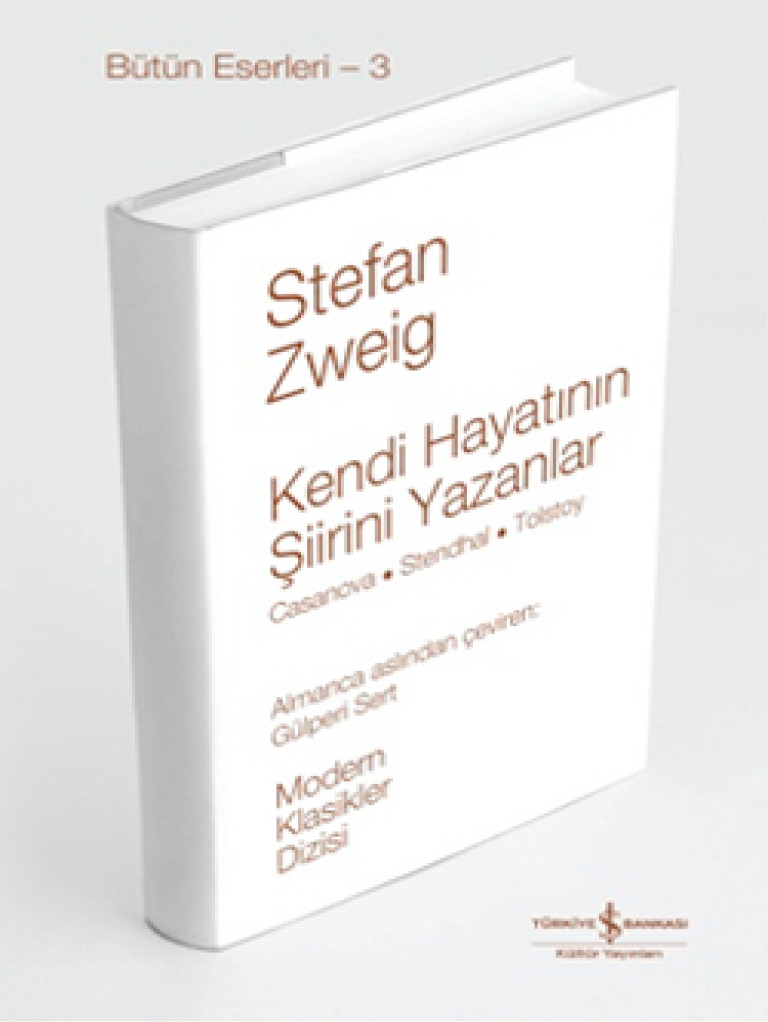 Bütün Eserleri – 3
Stefan
Zweig
Kendi Hayatının
Şiirini Yazanlar
Casanova • Stendhal • Tolstoy
Almanca aslından çeviren:
Gülperi Sert
Modern
Klasikler
Dizisi
TÜRKİYE İŞ BANKASI
Kültür Yayınları